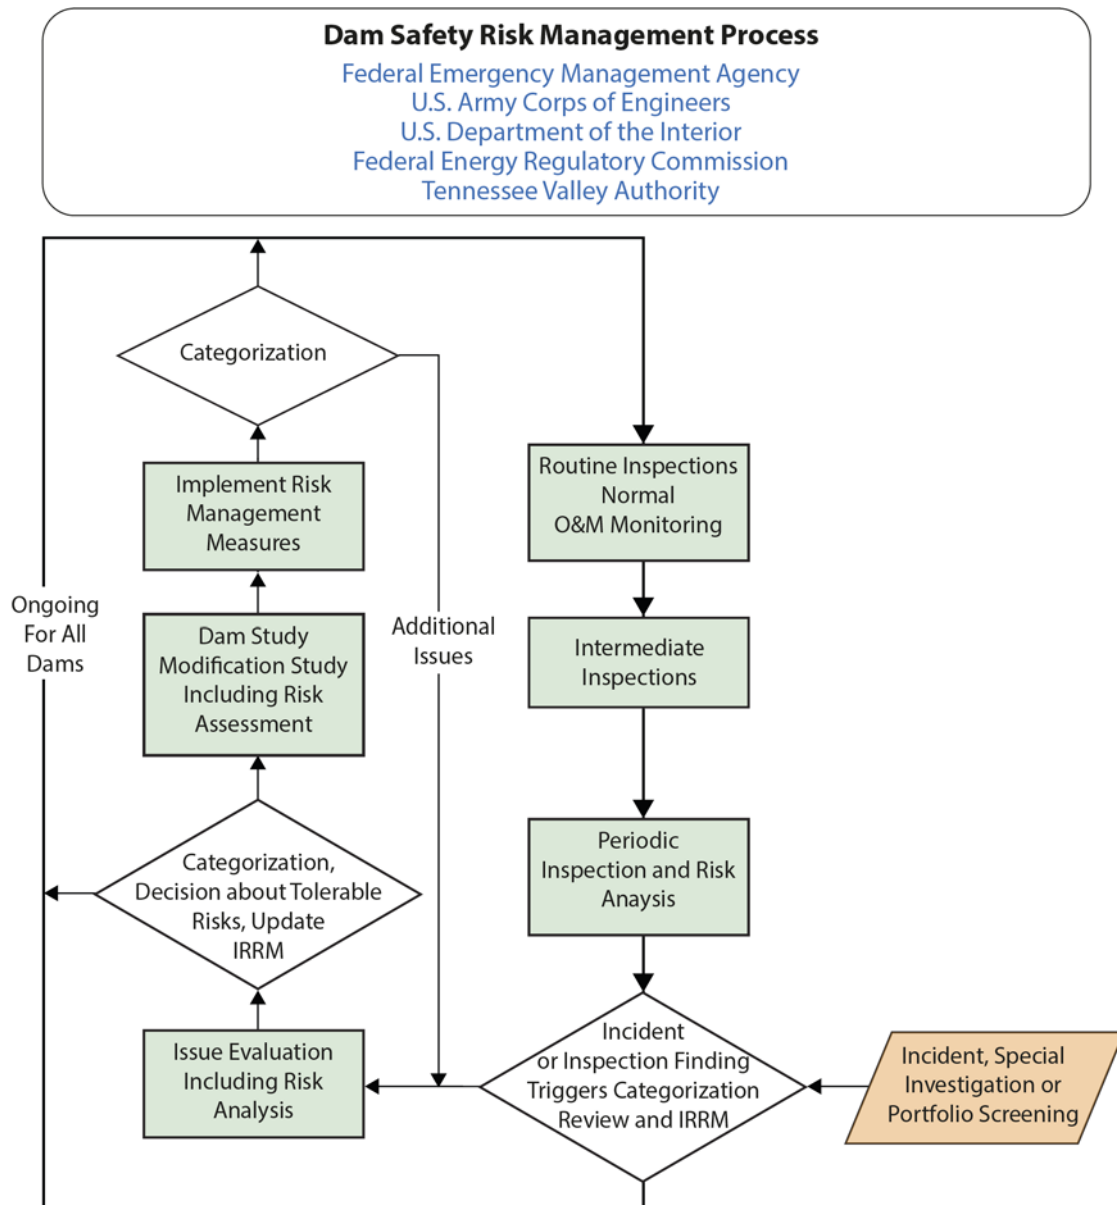 Dam Safety Risk Management Process
Federal Emergency Management Agency
U.S. Army Corps of Engineers
U.S. Department of the Interior
Federal Energy Regulatory Commission
Tennessee Valley Authority
Categorization
Implement Risk
Management
Measures
Ongoing
For All
Dams
Dam Study
Modification Study
Including Risk
Assessment
Additional
Issues
Categorization,
Decision about Tolerable
Risks, Update
IRRM
Issue Evaluation
Including Risk
Analysis
Routine Inspections
Normal
O&M Monitoring
Intermediate
Inspections
Periodic
Inspection and Risk
Anaysis
Incident
or Inspection Finding
Triggers Categorization
Review and IRRM
Incident, Special
Investigation or
Portfolio Screening